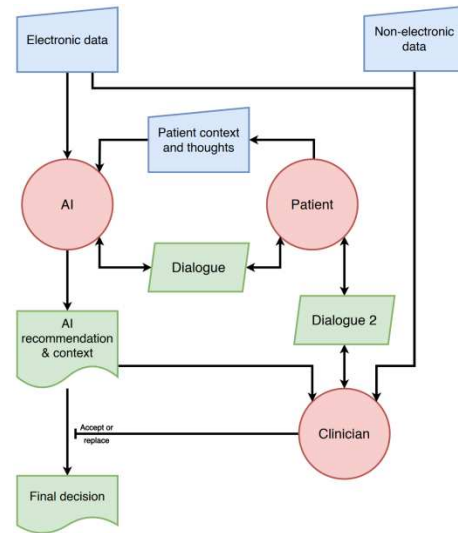 Electronic data
Non-electronic
data
Patient context
and thoughts
AI
Patient
Dialogue
AI
recommendation
& context
Dialogue 2
Accept or
replace
Clinician
Final decision